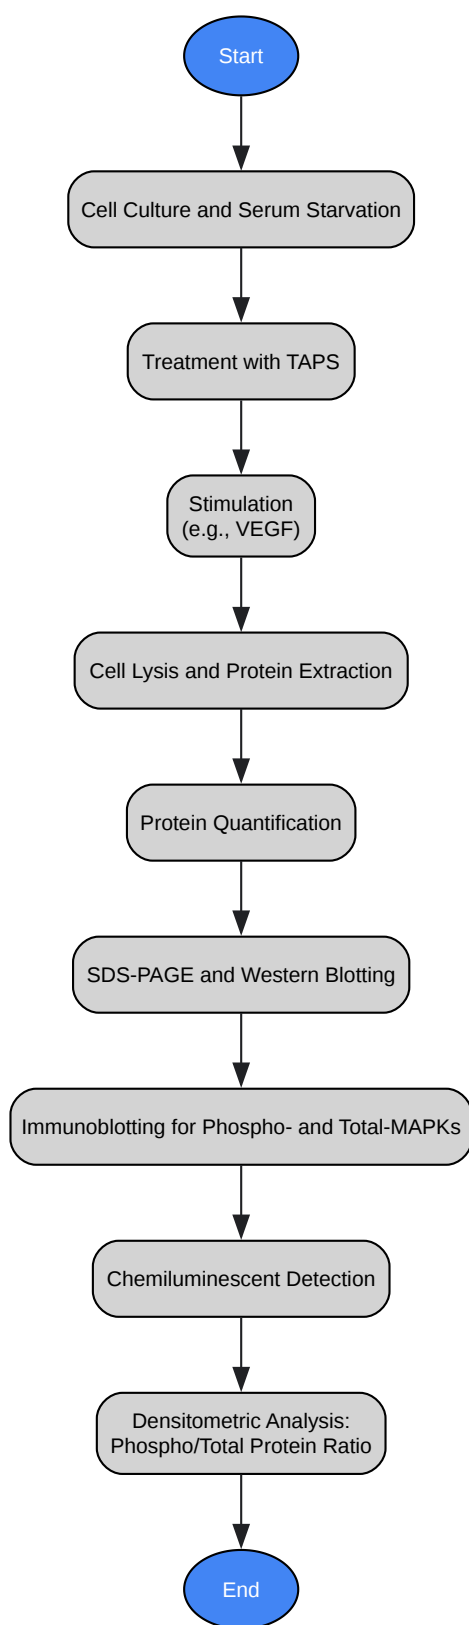 Start
Cell Culture and Serum Starvation
Treatment with TAPS
Stimulation
(e.g., VEGF)
Cell Lysis and Protein Extraction
Protein Quantification
SDS-PAGE and Western Blotting
Immunoblotting for Phospho- and Total-MAPKs
Chemiluminescent Detection
Densitometric Analysis:
Phospho/Total Protein Ratio
End